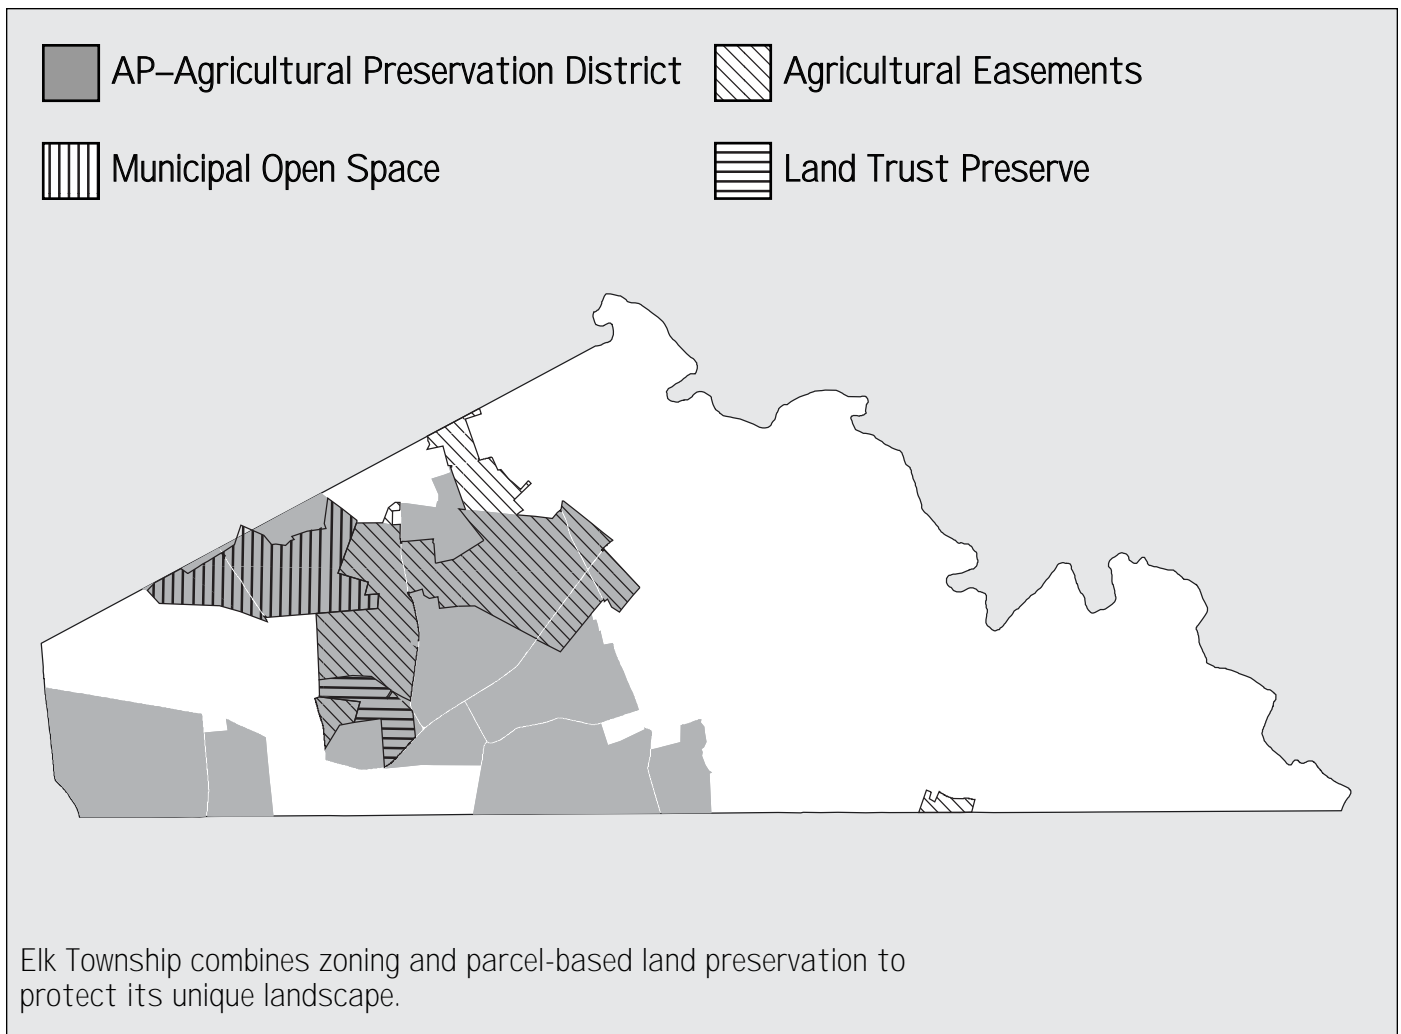 AP–Agricultural Preservation District
Agricultural Easements
Municipal Open Space
Land Trust Preserve
Elk Township combines zoning and parcel-based land preservation to
protect its unique landscape.